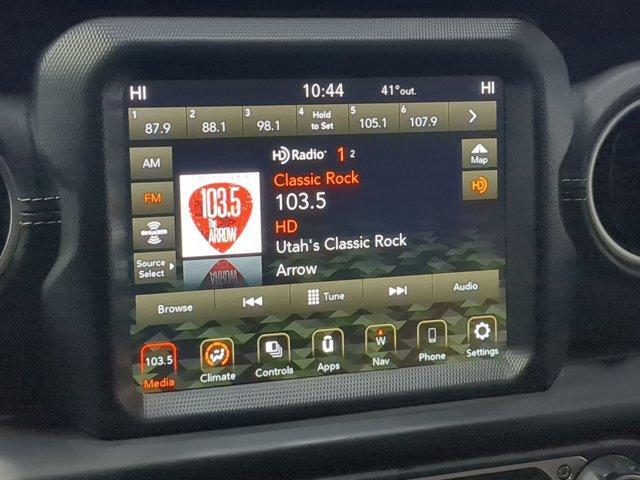 HI 10:44 41°out. HI
1 87.9 2 88.1 3 98.1 4 Hold to Set 5 105.1 6 107.9
AM
HD Radio 1 2
Map
FM
103.5
The
ARROW
Classic Rock
103.5
HD
HD
SiriusXM
Utah's Classic Rock
Source Select
ARROW
Arrow
Browse Tune Audio
103.5 W
Media Climate Controls Apps Nav Phone Settings